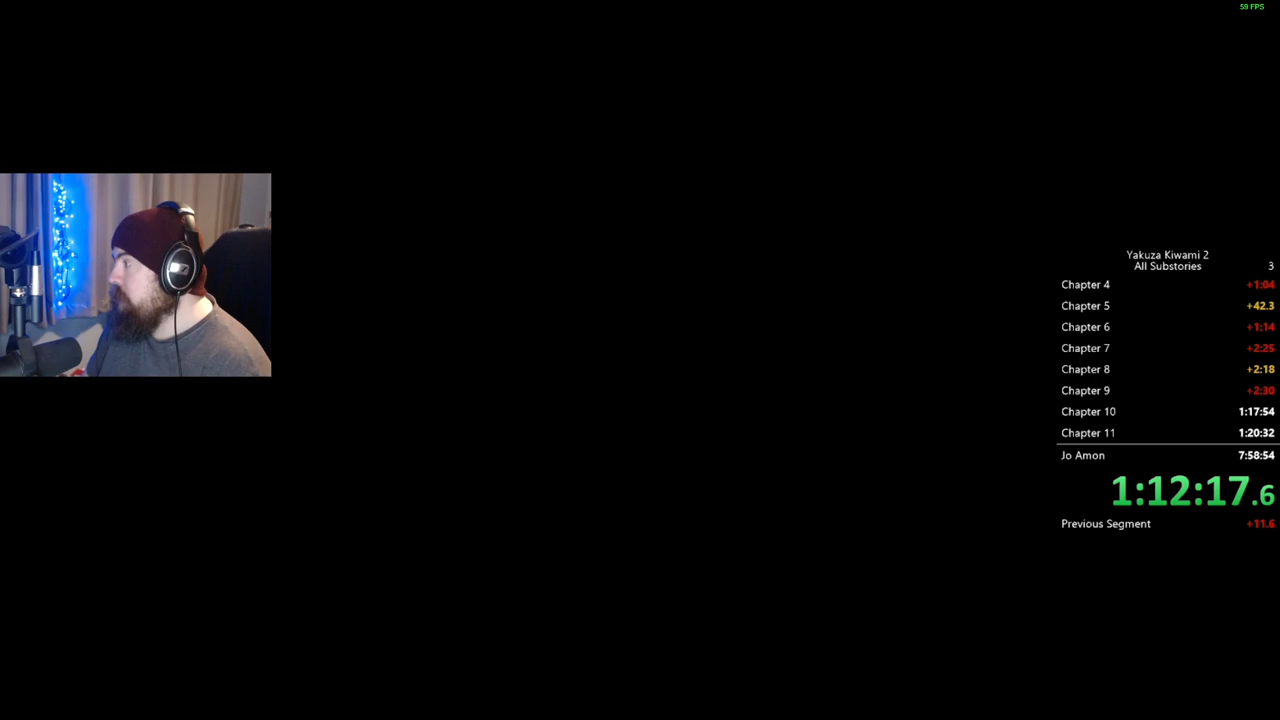 59 FPS
Yakuza Kiwami 2
All Substories 3
Chapter 4 +1:04
Chapter 5 +42.3
Chapter 6 +1:14
Chapter 7 +2:25
Chapter 8 +2:18
Chapter 9 +2:30
Chapter 10 1:17:54
Chapter 11 1:20:32
Jo Amon 7:58:54
1:12:17.6
Previous Segment +11.6